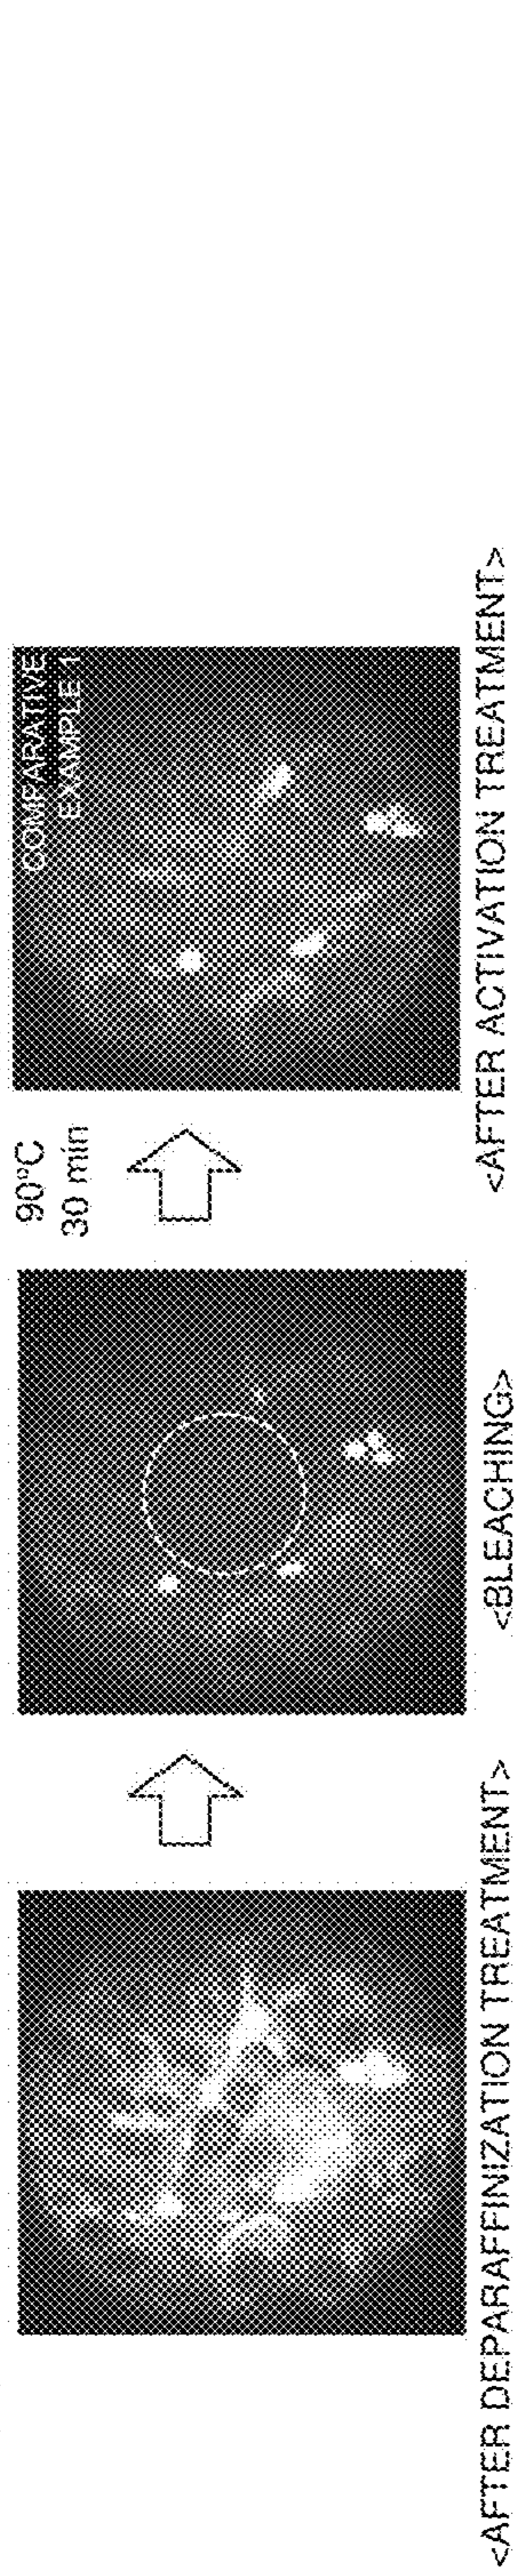 <AFTER DEPARAFFINIZATION TREATMENT>
<BLEACHING>
90°C
30 min
COMPARATIVE
EXAMPLE 1
<AFTER ACTIVATION TREATMENT>